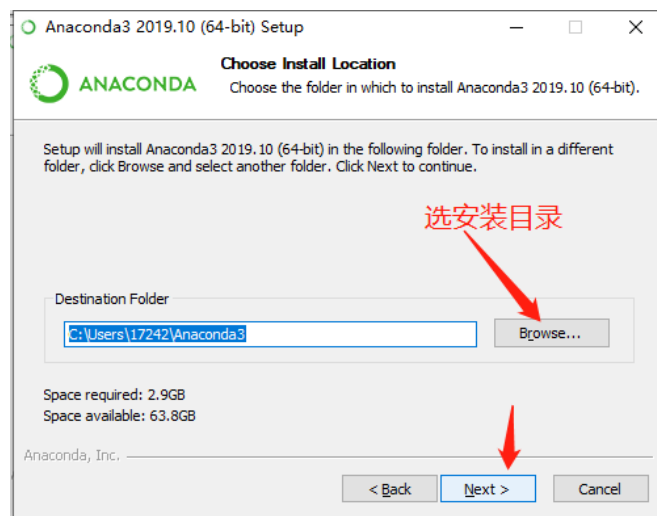 Anaconda3 2019.10 (64-bit) Setup
Choose Install Location
ANACONDA
Choose the folder in which to install Anaconda3 2019.10 (64-bit).
Setup will install Anaconda3 2019.10 (64-bit) in the following folder. To install in a different
folder, click Browse and select another folder. Click Next to continue.
选安装目录
Destination Folder
C:\Users\17242\Anaconda3
Browse...
Space required: 2.9GB
Space available: 63.8GB
Anaconda, Inc.
< Back
Next >
Cancel